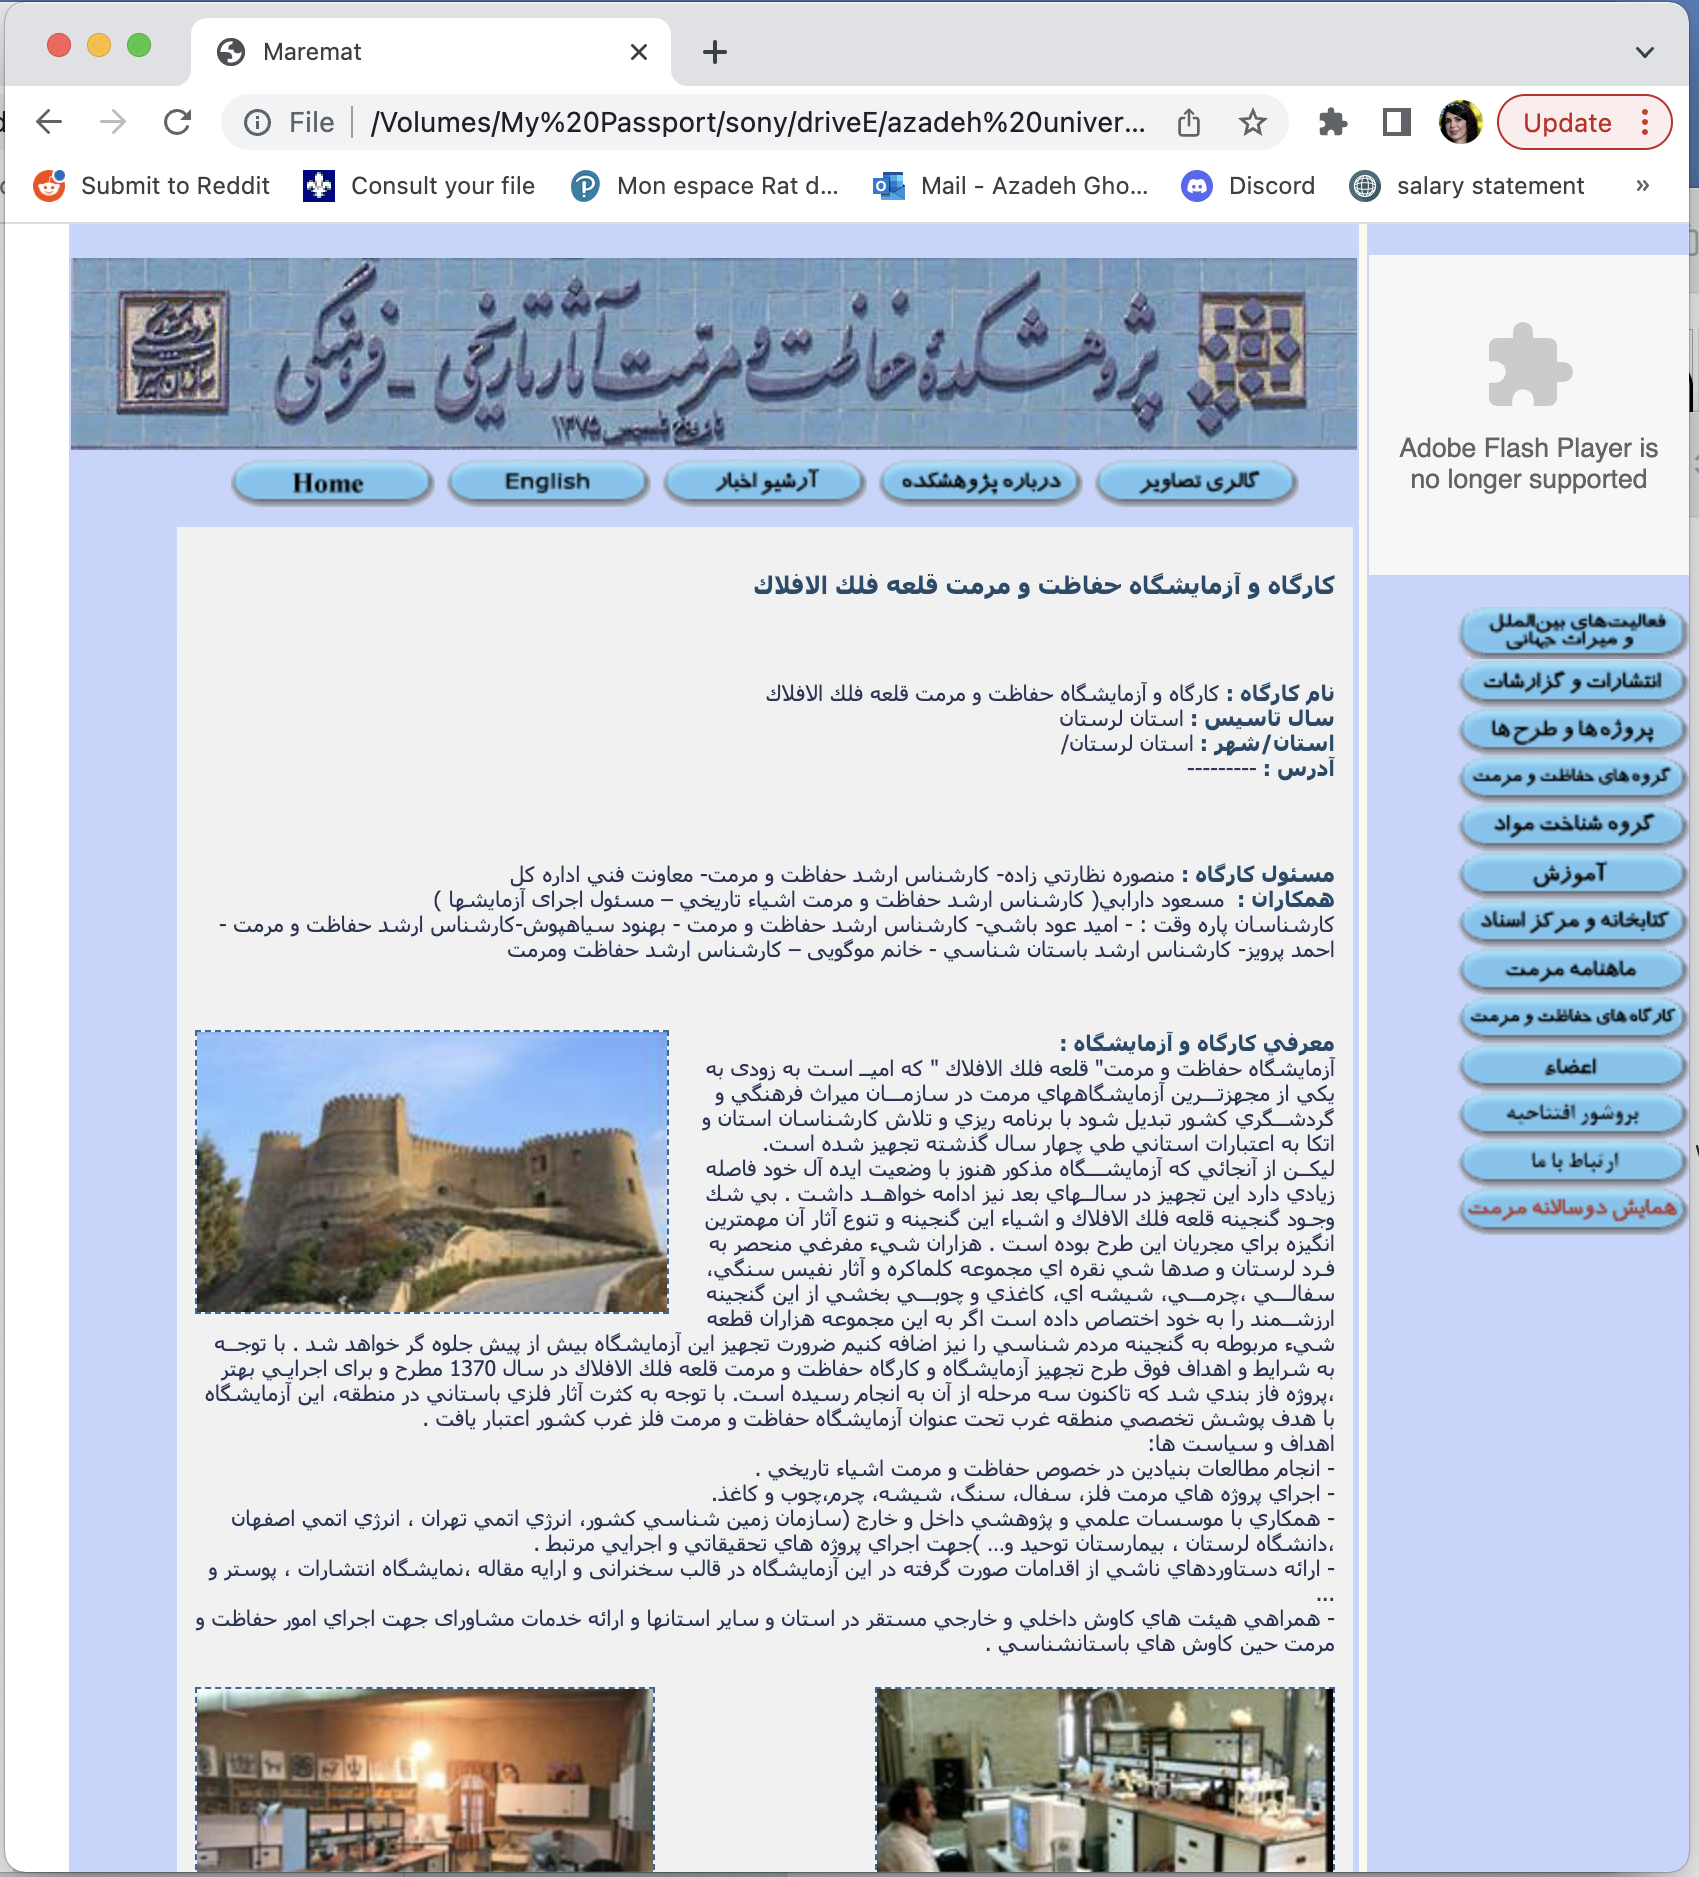 Maremat
File
/Volumes/My%20Passport/sony/driveE/azadeh%20univer...
Update
Submit to Reddit
Consult your file
Mon espace Rat d...
Mail - Azadeh Gho...
Discord
salary statement
»
پژوهشكدهٔ حفاظت و مرمت آثار تاریخی - فرهنگی
تاریخ تاسیس ۱۳۷۵
Home
English
آرشیو اخبار
درباره پژوهشکده
گالری تصاویر
Adobe Flash Player is
no longer supported
فعالیت‌های بین‌الملل
و میراث جهانی
انتشارات و گزارشات
پروژه‌ها و طرح‌ها
گروه‌های حفاظت و مرمت
گروه شناخت مواد
آموزش
کتابخانه و مرکز اسناد
ماهنامه مرمت
کارگاه‌های حفاظت و مرمت
اعضاء
بروشور افتتاحیه
ارتباط با ما
همایش دوسالانه مرمت
كارگاه و آزمايشگاه حفاظت و مرمت قلعه فلك الافلاك
نام كارگاه : كارگاه و آزمايشگاه حفاظت و مرمت قلعه فلك الافلاك
سال تاسيس : استان لرستان
استان/شهر : استان لرستان/
آدرس : ---------
مسئول كارگاه : منصوره نظارتي زاده- كارشناس ارشد حفاظت و مرمت- معاونت فني اداره كل
همكاران : مسعود دارابي( كارشناس ارشد حفاظت و مرمت اشياء تاريخي – مسئول اجرای آزمايشها )
كارشناسان پاره وقت : - اميد عود باشي- كارشناس ارشد حفاظت و مرمت - بهنود سياهپوش-كارشناس ارشد حفاظت و مرمت -
احمد پرويز- كارشناس ارشد باستان شناسي - خانم موگویی – كارشناس ارشد حفاظت ومرمت
معرفي كارگاه و آزمايشگاه :
آزمايشگاه حفاظت و مرمت" قلعه فلك الافلاك " كه اميـ است به زودی به
يكي از مجهزتــرين آزمايشگاههاي مرمت در سازمــان ميراث فرهنگي و
گردشــگري كشور تبديل شود با برنامه ريزي و تلاش كارشناسان استان و
اتكا به اعتبارات استاني طي چهار سال گذشته تجهيز شده است.
ليكــن از آنجائي كه آزمايشـــگاه مذكور هنوز با وضعيت ايده آل خود فاصله
زيادي دارد اين تجهيز در سالــهاي بعد نيز ادامه خواهــد داشت . بي شك
وجـود گنجينه قلعه فلك الافلاك و اشياء اين گنجينه و تنوع آثار آن مهمترين
انگيزه براي مجريان اين طرح بوده است . هزاران شيء مفرغي منحصر به
فـرد لرستان و صدها شي نقره اي مجموعه كلماكره و آثار نفيس سنگي،
سفالـــي ،چرمـــي، شيشه اي، كاغذي و چوبـــي بخشي از اين گنجينه
ارزشــمند را به خود اختصاص داده است اگر به اين مجموعه هزاران قطعه
شيء مربوطه به گنجينه مردم شناسي را نيز اضافه كنيم ضرورت تجهيز اين آزمايشگاه بيش از پيش جلوه گر خواهد شد . با توجـه
به شرايط و اهداف فوق طرح تجهيز آزمايشگاه و كارگاه حفاظت و مرمت قلعه فلك الافلاك در سال 1370 مطرح و برای اجرايـي بهتر
،پروژه فاز بندي شد كه تاكنون سه مرحله از آن به انجام رسيده است. با توجه به كثرت آثار فلزي باستاني در منطقه، اين آزمايشگاه
با هدف پوشش تخصصي منطقه غرب تحت عنوان آزمايشگاه حفاظت و مرمت فلز غرب كشور اعتبار يافت .
اهداف و سياست ها:
- انجام مطالعات بنيادين در خصوص حفاظت و مرمت اشياء تاريخي .
- اجراي پروژه هاي مرمت فلز، سفال، سنگ، شيشه، چرم،چوب و كاغذ.
- همكاري با موسسات علمي و پژوهشي داخل و خارج (سازمان زمين شناسي كشور، انرژي اتمي تهران ، انرژي اتمي اصفهان
،دانشگاه لرستان ، بيمارستان توحيد و... )جهت اجراي پروژه هاي تحقيقاتي و اجرايي مرتبط .
- ارائه دستاوردهاي ناشي از اقدامات صورت گرفته در اين آزمايشگاه در قالب سخنرانی و ارايه مقاله ،نمايشگاه انتشارات ، پوستر و
...
- همراهي هيئت هاي كاوش داخلي و خارجي مستقر در استان و ساير استانها و ارائه خدمات مشاورای جهت اجراي امور حفاظت و
مرمت حين كاوش هاي باستانشناسي .